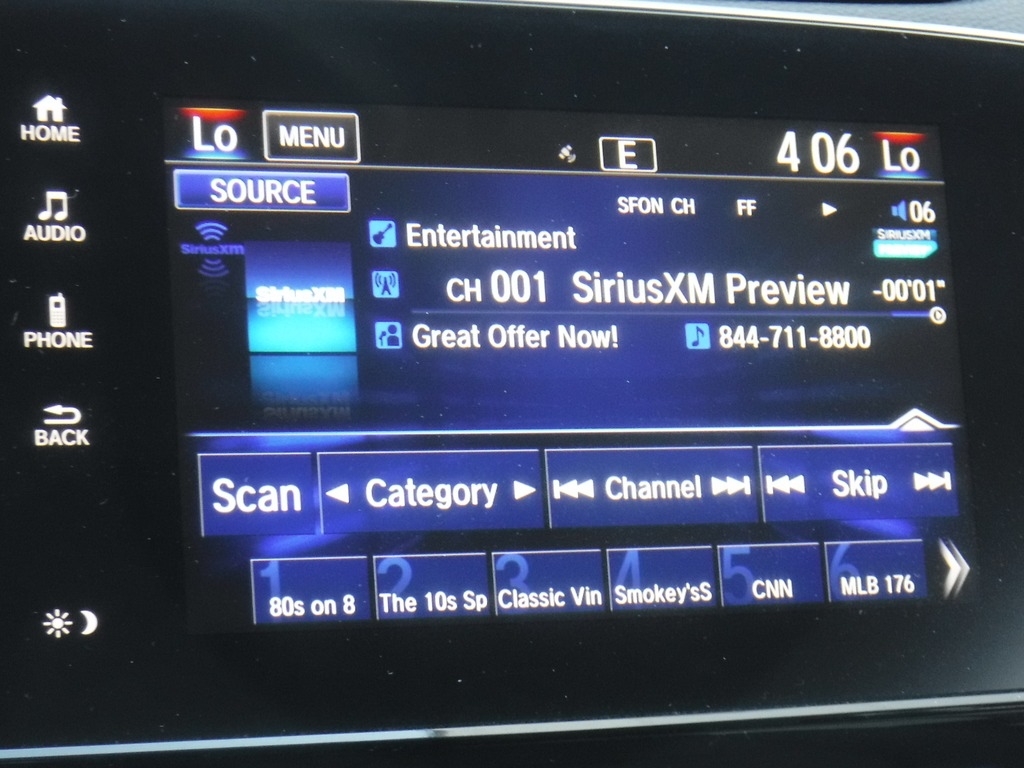 HOME
AUDIO
PHONE
BACK
Lo MENU E 4 06 Lo
SOURCE
SFON CH FF 06
SiriusXM
SiriusXM
SiriusXM
Entertainment
CH 001 SiriusXM Preview -00'01"
Great Offer Now! 844-711-8800
Scan Category Channel Skip
1 80s on 8
2 The 10s Sp
3 Classic Vin
4 Smokey'sS
5 CNN
6 MLB 176